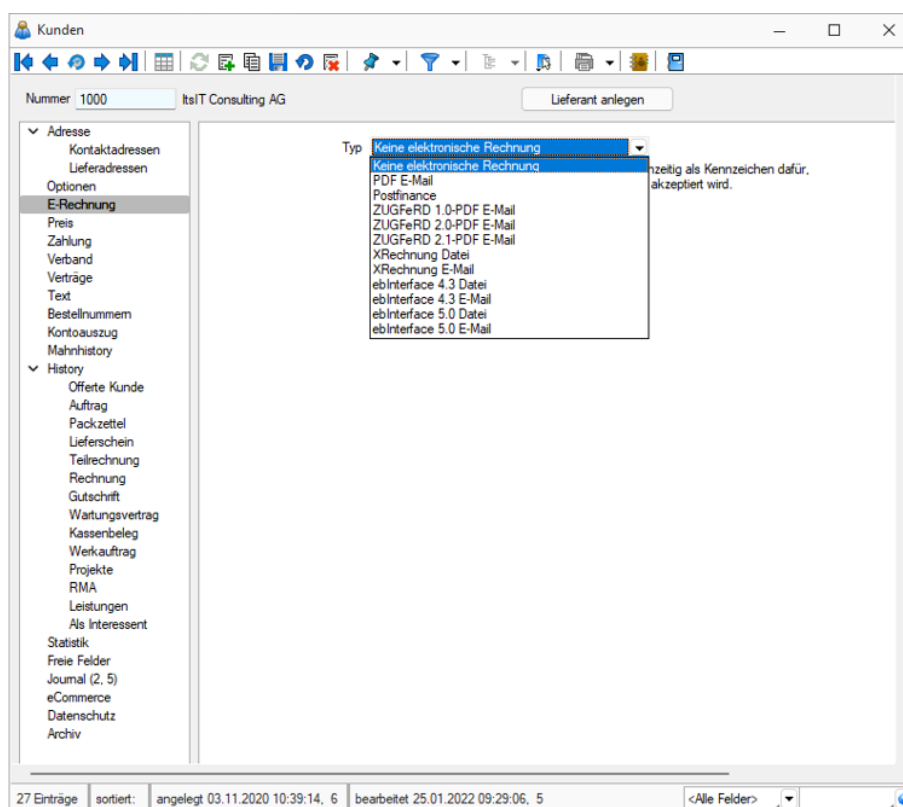 Kunden
Nummer 1000 ItsIT Consulting AG Lieferant anlegen
Adresse
Kontaktadressen
Lieferadressen
Optionen
E-Rechnung
Preis
Zahlung
Verband
Verträge
Text
Bestellnummern
Kontoauszug
Mahnhistory
History
Offerte Kunde
Auftrag
Packzettel
Lieferschein
Teilrechnung
Rechnung
Gutschrift
Wartungsvertrag
Kassenbeleg
Werkauftrag
Projekte
RMA
Leistungen
Als Interessent
Statistik
Freie Felder
Journal (2, 5)
eCommerce
Datenschutz
Archiv
Typ Keine elektronische Rechnung
Keine elektronische Rechnung
PDF E-Mail
Postfinance
ZUGFeRD 1.0-PDF E-Mail
ZUGFeRD 2.0-PDF E-Mail
ZUGFeRD 2.1-PDF E-Mail
XRechnung Datei
XRechnung E-Mail
ebInterface 4.3 Datei
ebInterface 4.3 E-Mail
ebInterface 5.0 Datei
ebInterface 5.0 E-Mail
als Kennzeichen dafür,
akzeptiert wird.
27 Einträge sortiert: angelegt 03.11.2020 10:39:14, 6 bearbeitet 25.01.2022 09:29:06, 5 <Alle Felder>